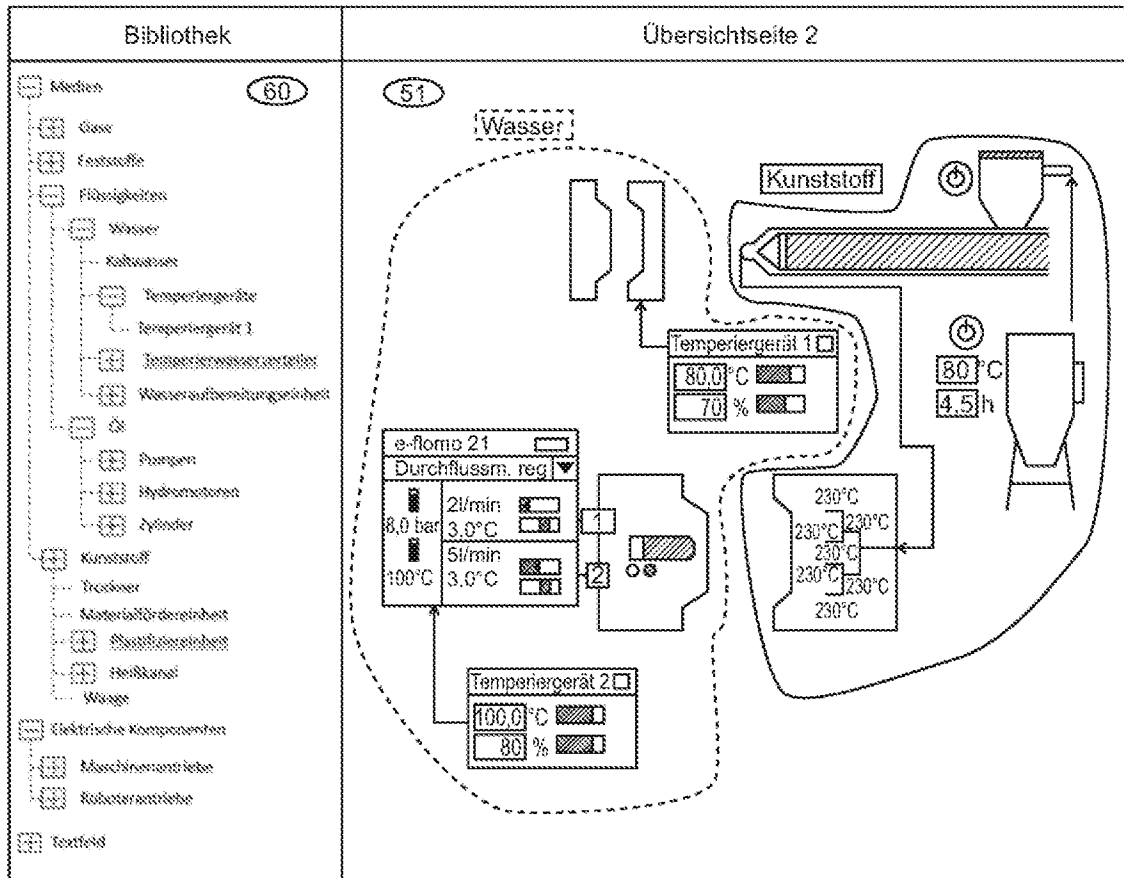 Bibliothek
Übersichtseite 2
60
51
Medien
Gase
Feststoffe
Flüssigkeiten
Wasser
Kaltwasser
Temperiergeräte
Temperiergerät 1
Temperierwasserverteiler
Wasseraufbereitungseinheit
Öl
Pumpen
Hydromotoren
Zylinder
Kunststoff
Trockner
Materialfördereinheit
Plastifiziereinheit
Heißkanal
Waage
Elektrische Komponenten
Maschinenantriebe
Roboterantriebe
Textfeld
Wasser
Kunststoff
Temperiergerät 1
80,0 °C
70 %
80 °C
4.5 h
e-flomo 21
Durchflussm. reg
8,0 bar
100°C
2l/min
3.0°C
5l/min
3.0°C
1
2
230°C
230°C
230°C
230°C
230°C
230°C
230°C
Temperiergerät 2
100,0 °C
80 %